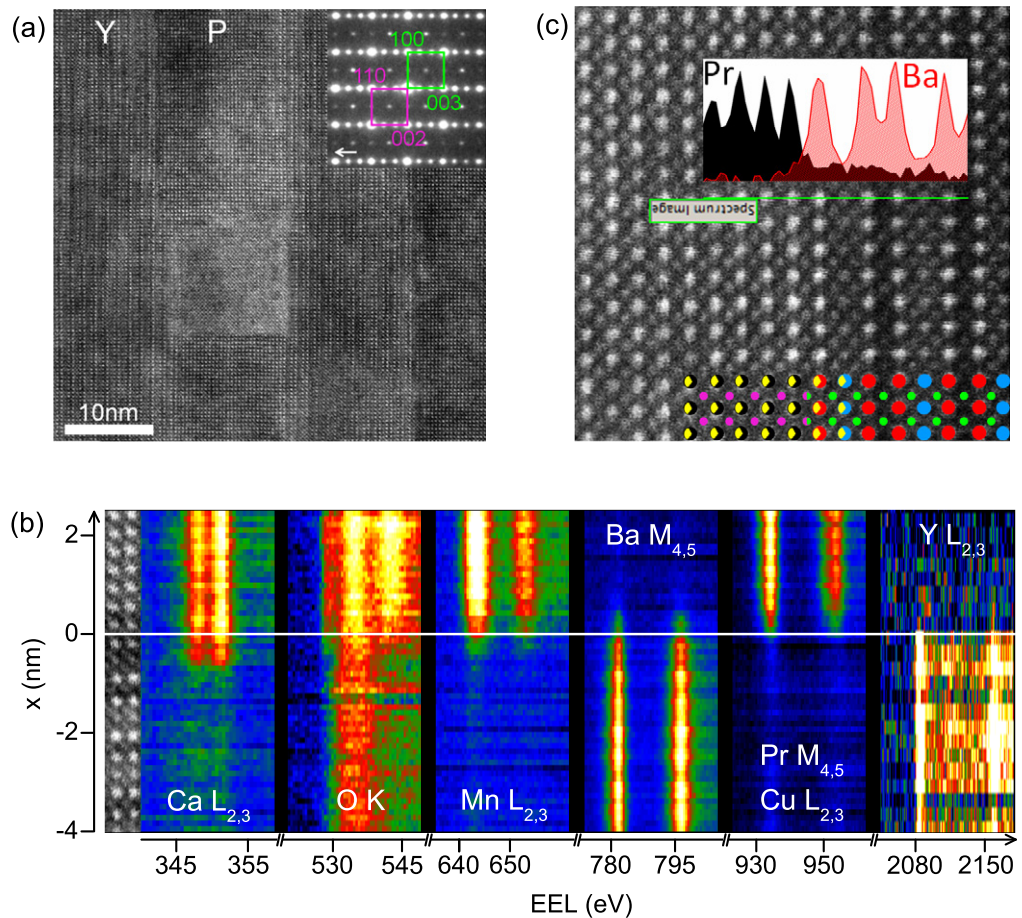 (a)
Y
P
100
003
110
002
10nm
(c)
Pr
Ba
Spectrum Image
(b)
x (nm)
2
0
-2
-4
Ca L2,3
O K
Mn L2,3
Ba M4,5
Pr M4,5
Cu L2,3
Y L2,3
345 355 530 545 640 650 780 795 930 950 2080 2150
EEL (eV)